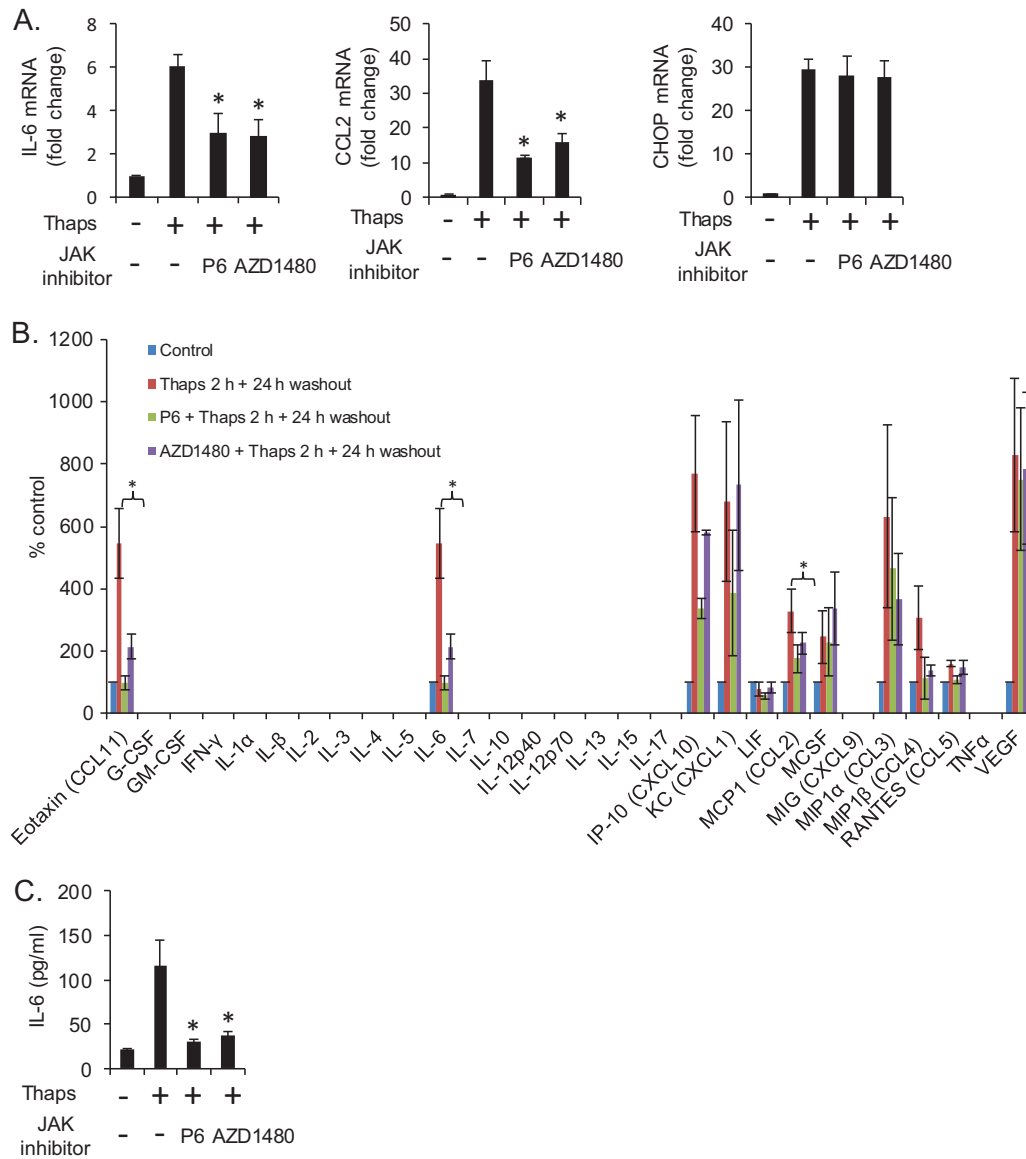 A.
IL-6 mRNA
(fold change)
8
6
4
2
0
Thaps - + + +
JAK
inhibitor
- - P6 AZD1480
CCL2 mRNA
(fold change)
50
40
30
20
10
0
* *
Thaps - + + +
JAK
inhibitor
- - P6 AZD1480
CHOP mRNA
(fold change)
40
30
20
10
0
Thaps - + + +
JAK
inhibitor
- - P6 AZD1480
B.
% control
1200
1000
800
600
400
200
0
Control
Thaps 2 h + 24 h washout
P6 + Thaps 2 h + 24 h washout
AZD1480 + Thaps 2 h + 24 h washout
* * *
Eotaxin (CCL11)
G-CSF
GM-CSF
IFN-γ
IL-1α
IL-β
IL-2
IL-3
IL-4
IL-5
IL-6
IL-7
IL-10
IL-12p40
IL-12p70
IL-13
IL-15
IL-17
IP-10 (CXCL10)
KC (CXCL1)
LIF
MCP1 (CCL2)
MCSF
MIG (CXCL9)
MIP1α (CCL3)
MIP1β (CCL4)
RANTES (CCL5)
TNFα
VEGF
C.
IL-6 (pg/ml)
200
150
100
50
0
* *
Thaps - + + +
JAK
inhibitor
- - P6 AZD1480